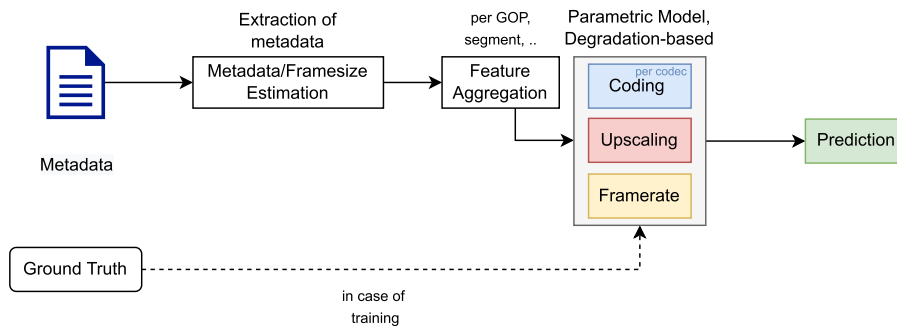 Extraction of
metadata
per GOP,
segment, ..
Parametric Model,
Degradation-based
Metadata/Framesize
Estimation
Feature
Aggregation
per codec
Coding
Upscaling
Framerate
Prediction
Metadata
Ground Truth
in case of
training